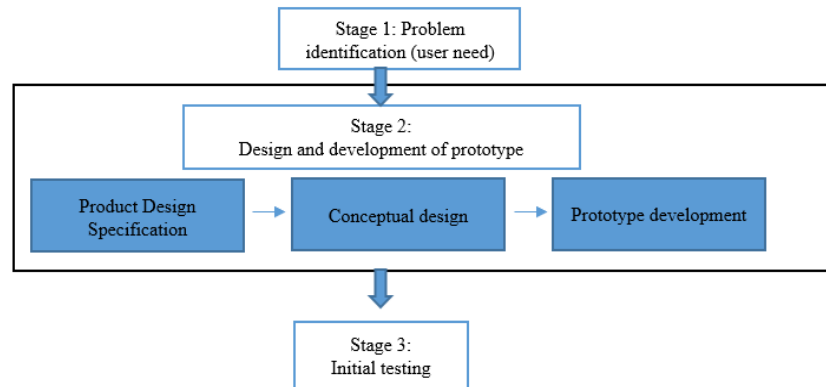 Stage 1: Problem
identification (user need)
Stage 2:
Design and development of prototype
Product Design
Specification
Conceptual design
Prototype development
Stage 3:
Initial testing